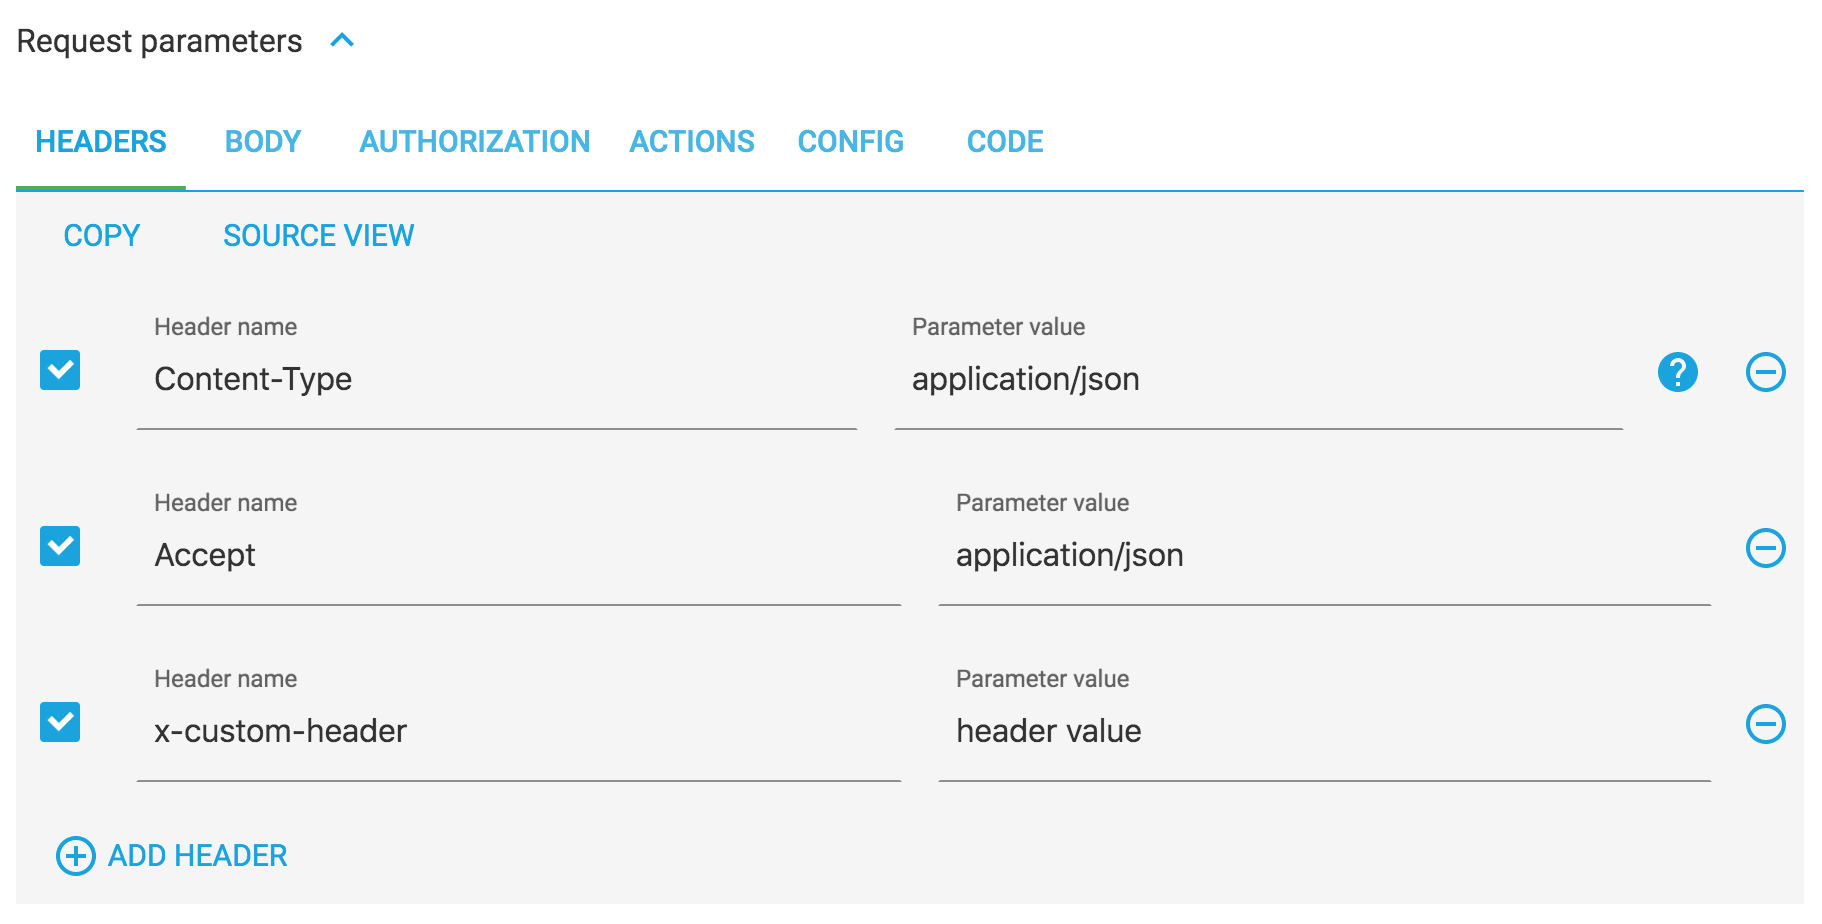 Request parameters
HEADERS BODY AUTHORIZATION ACTIONS CONFIG CODE
COPY SOURCE VIEW
Header name Parameter value
Content-Type application/json
?
Header name Parameter value
Accept application/json
Header name Parameter value
x-custom-header header value
ADD HEADER